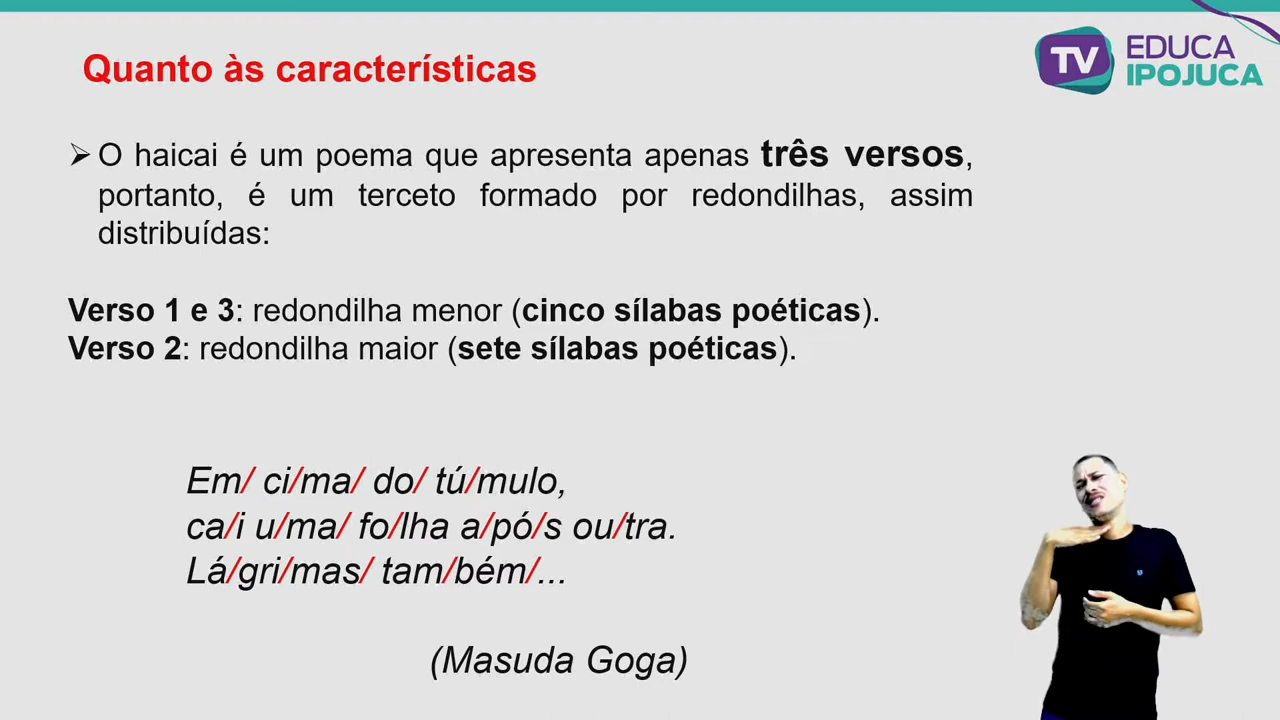 Quanto às características
TV EDUCA
IPOJUCA
➢ O haicai é um poema que apresenta apenas três versos,
portanto, é um terceto formado por redondilhas, assim
distribuídas:
Verso 1 e 3: redondilha menor (cinco sílabas poéticas).
Verso 2: redondilha maior (sete sílabas poéticas).
Em/ ci/ma/ do/ tú/mulo,
ca/i u/ma/ fo/lha a/pó/s ou/tra.
Lá/gri/mas/ tam/bém/...
(Masuda Goga)